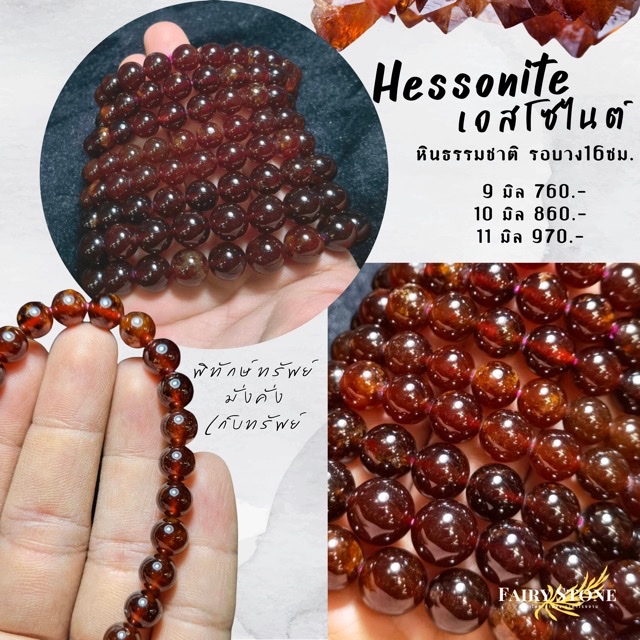 Hessonite
เอสโซไนต์
หินธรรมชาติ รอบวง16ซม.
9 มิล 760.-
10 มิล 860.-
11 มิล 970.-
พิทักษ์ทรัพย์
มั่งคั่ง
เก็บทรัพย์
FAIRY STONE